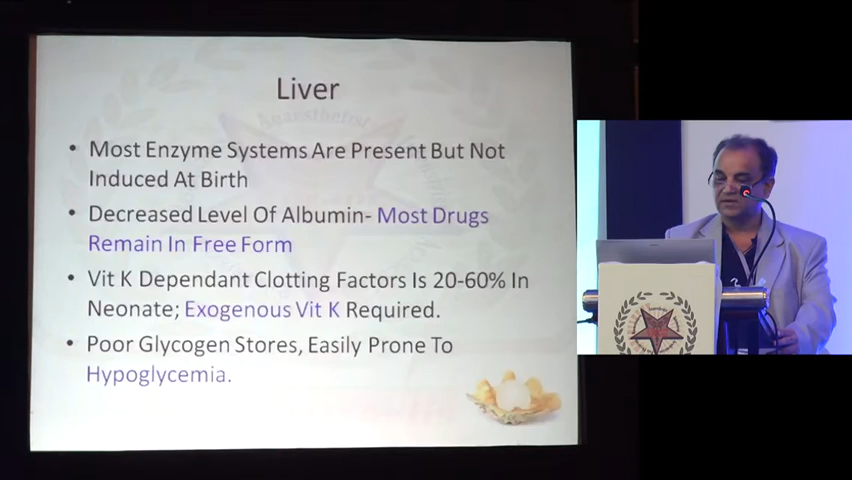 Liver
• Most Enzyme Systems Are Present But Not
Induced At Birth
• Decreased Level Of Albumin- Most Drugs
Remain In Free Form
• Vit K Dependant Clotting Factors Is 20-60% In
Neonate; Exogenous Vit K Required.
• Poor Glycogen Stores, Easily Prone To
Hypoglycemia.